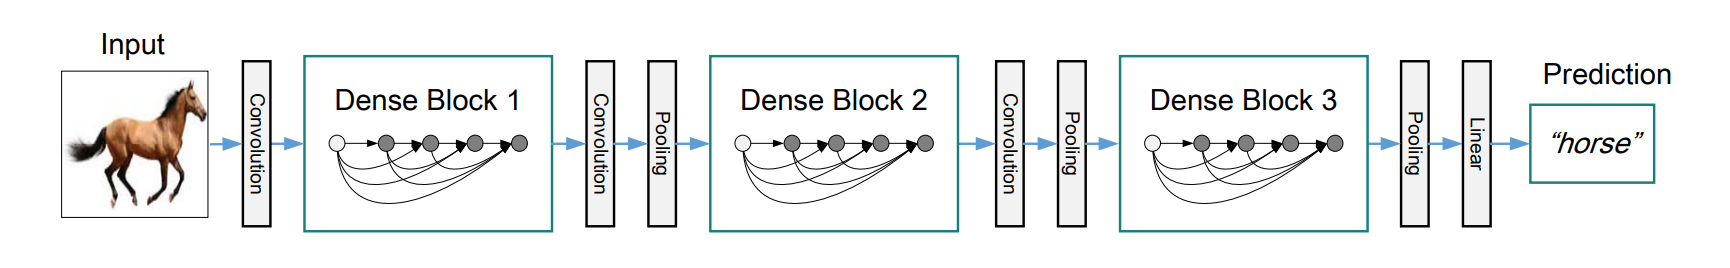 Input
Convolution
Dense Block 1
Convolution
Pooling
Dense Block 2
Convolution
Pooling
Dense Block 3
Pooling
Linear
Prediction
“horse”